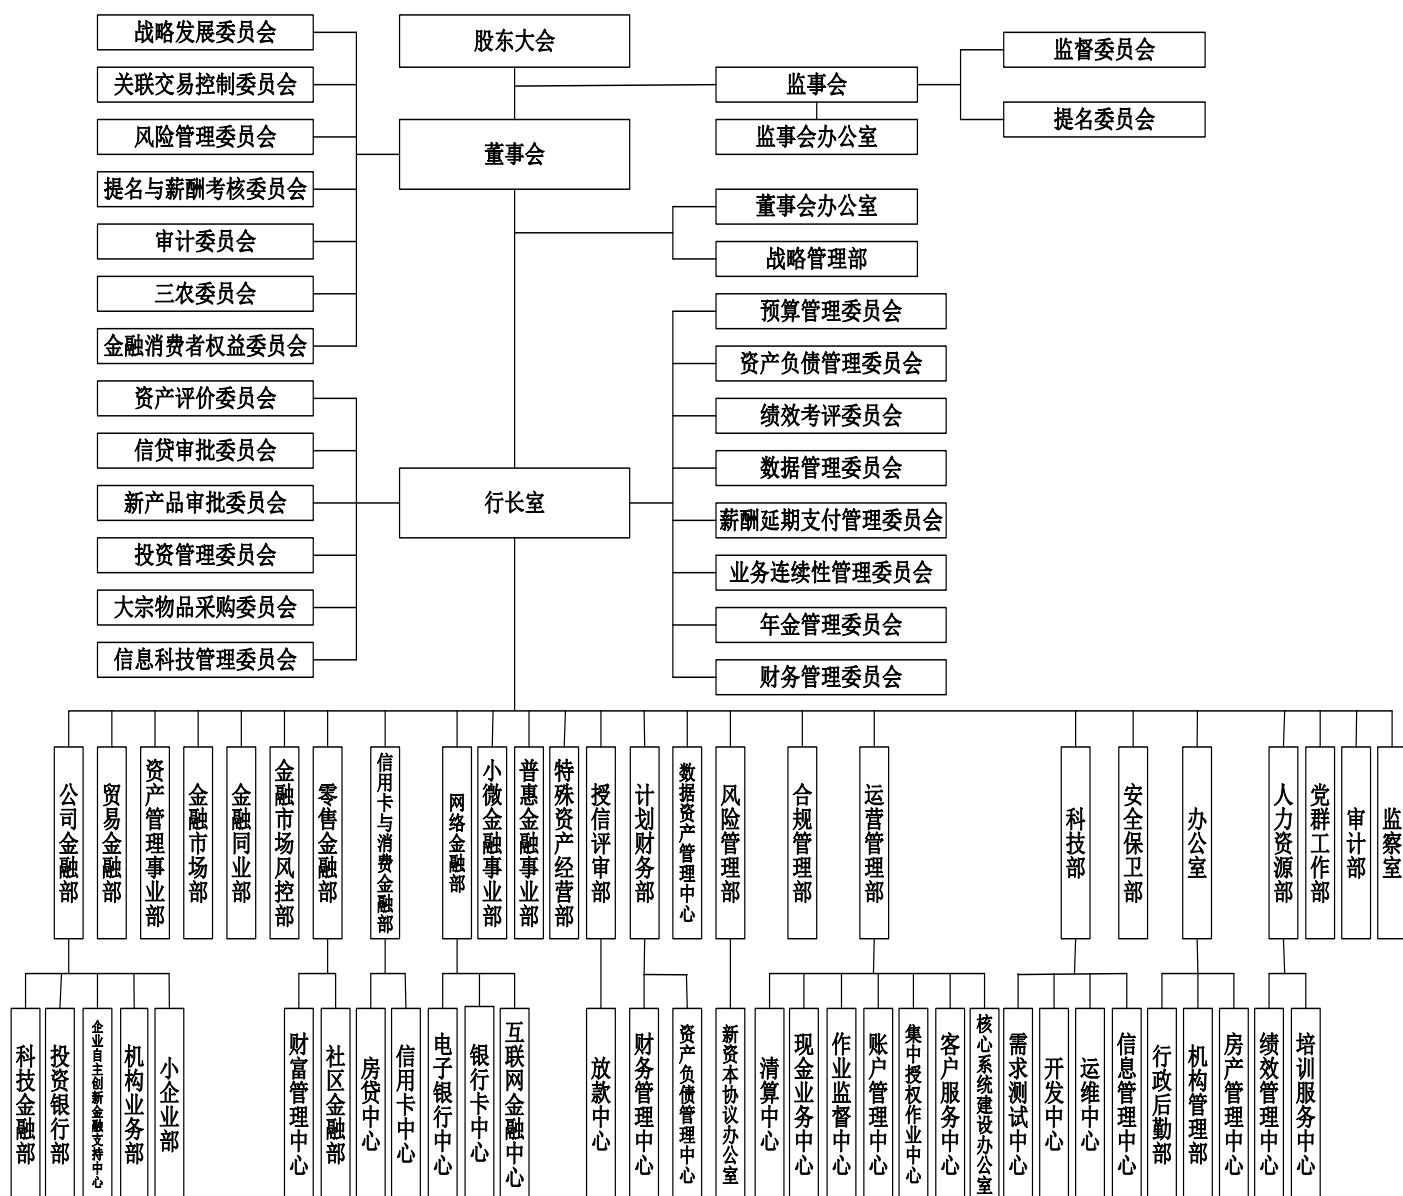 股东大会
监事会
监督委员会
提名委员会
监事会办公室
董事会
战略发展委员会
关联交易控制委员会
风险管理委员会
提名与薪酬考核委员会
审计委员会
三农委员会
金融消费者权益委员会
董事会办公室
战略管理部
行长室
资产评价委员会
信贷审批委员会
新产品审批委员会
投资管理委员会
大宗物品采购委员会
信息科技管理委员会
预算管理委员会
资产负债管理委员会
绩效考评委员会
数据管理委员会
薪酬延期支付管理委员会
业务连续性管理委员会
年金管理委员会
财务管理委员会
公司金融部
贸易金融部
资产管理事业部
金融市场部
金融同业部
金融市场风控部
零售金融部
信用卡与消费金融部
网络金融部
小微金融事业部
普惠金融事业部
特殊资产经营部
授信评审部
计划财务部
数据资产管理中心
风险管理部
合规管理部
运营管理部
科技部
安全保卫部
办公室
人力资源部
党群工作部
审计部
监察室
科技金融部
投资银行部
企业自主创新金融支持中心
机构业务部
小企业部
财富管理中心
社区金融部
房贷中心
信用卡中心
电子银行中心
银行卡中心
互联网金融中心
放款中心
财务管理中心
资产负债管理中心
新资本协议办公室
清算中心
现金业务中心
作业监督中心
账户管理中心
集中授权作业中心
客户服务中心
核心系统建设办公室
需求测试中心
开发中心
运维中心
信息管理中心
行政后勤部
机构管理部
房产管理中心
绩效管理中心
培训服务中心